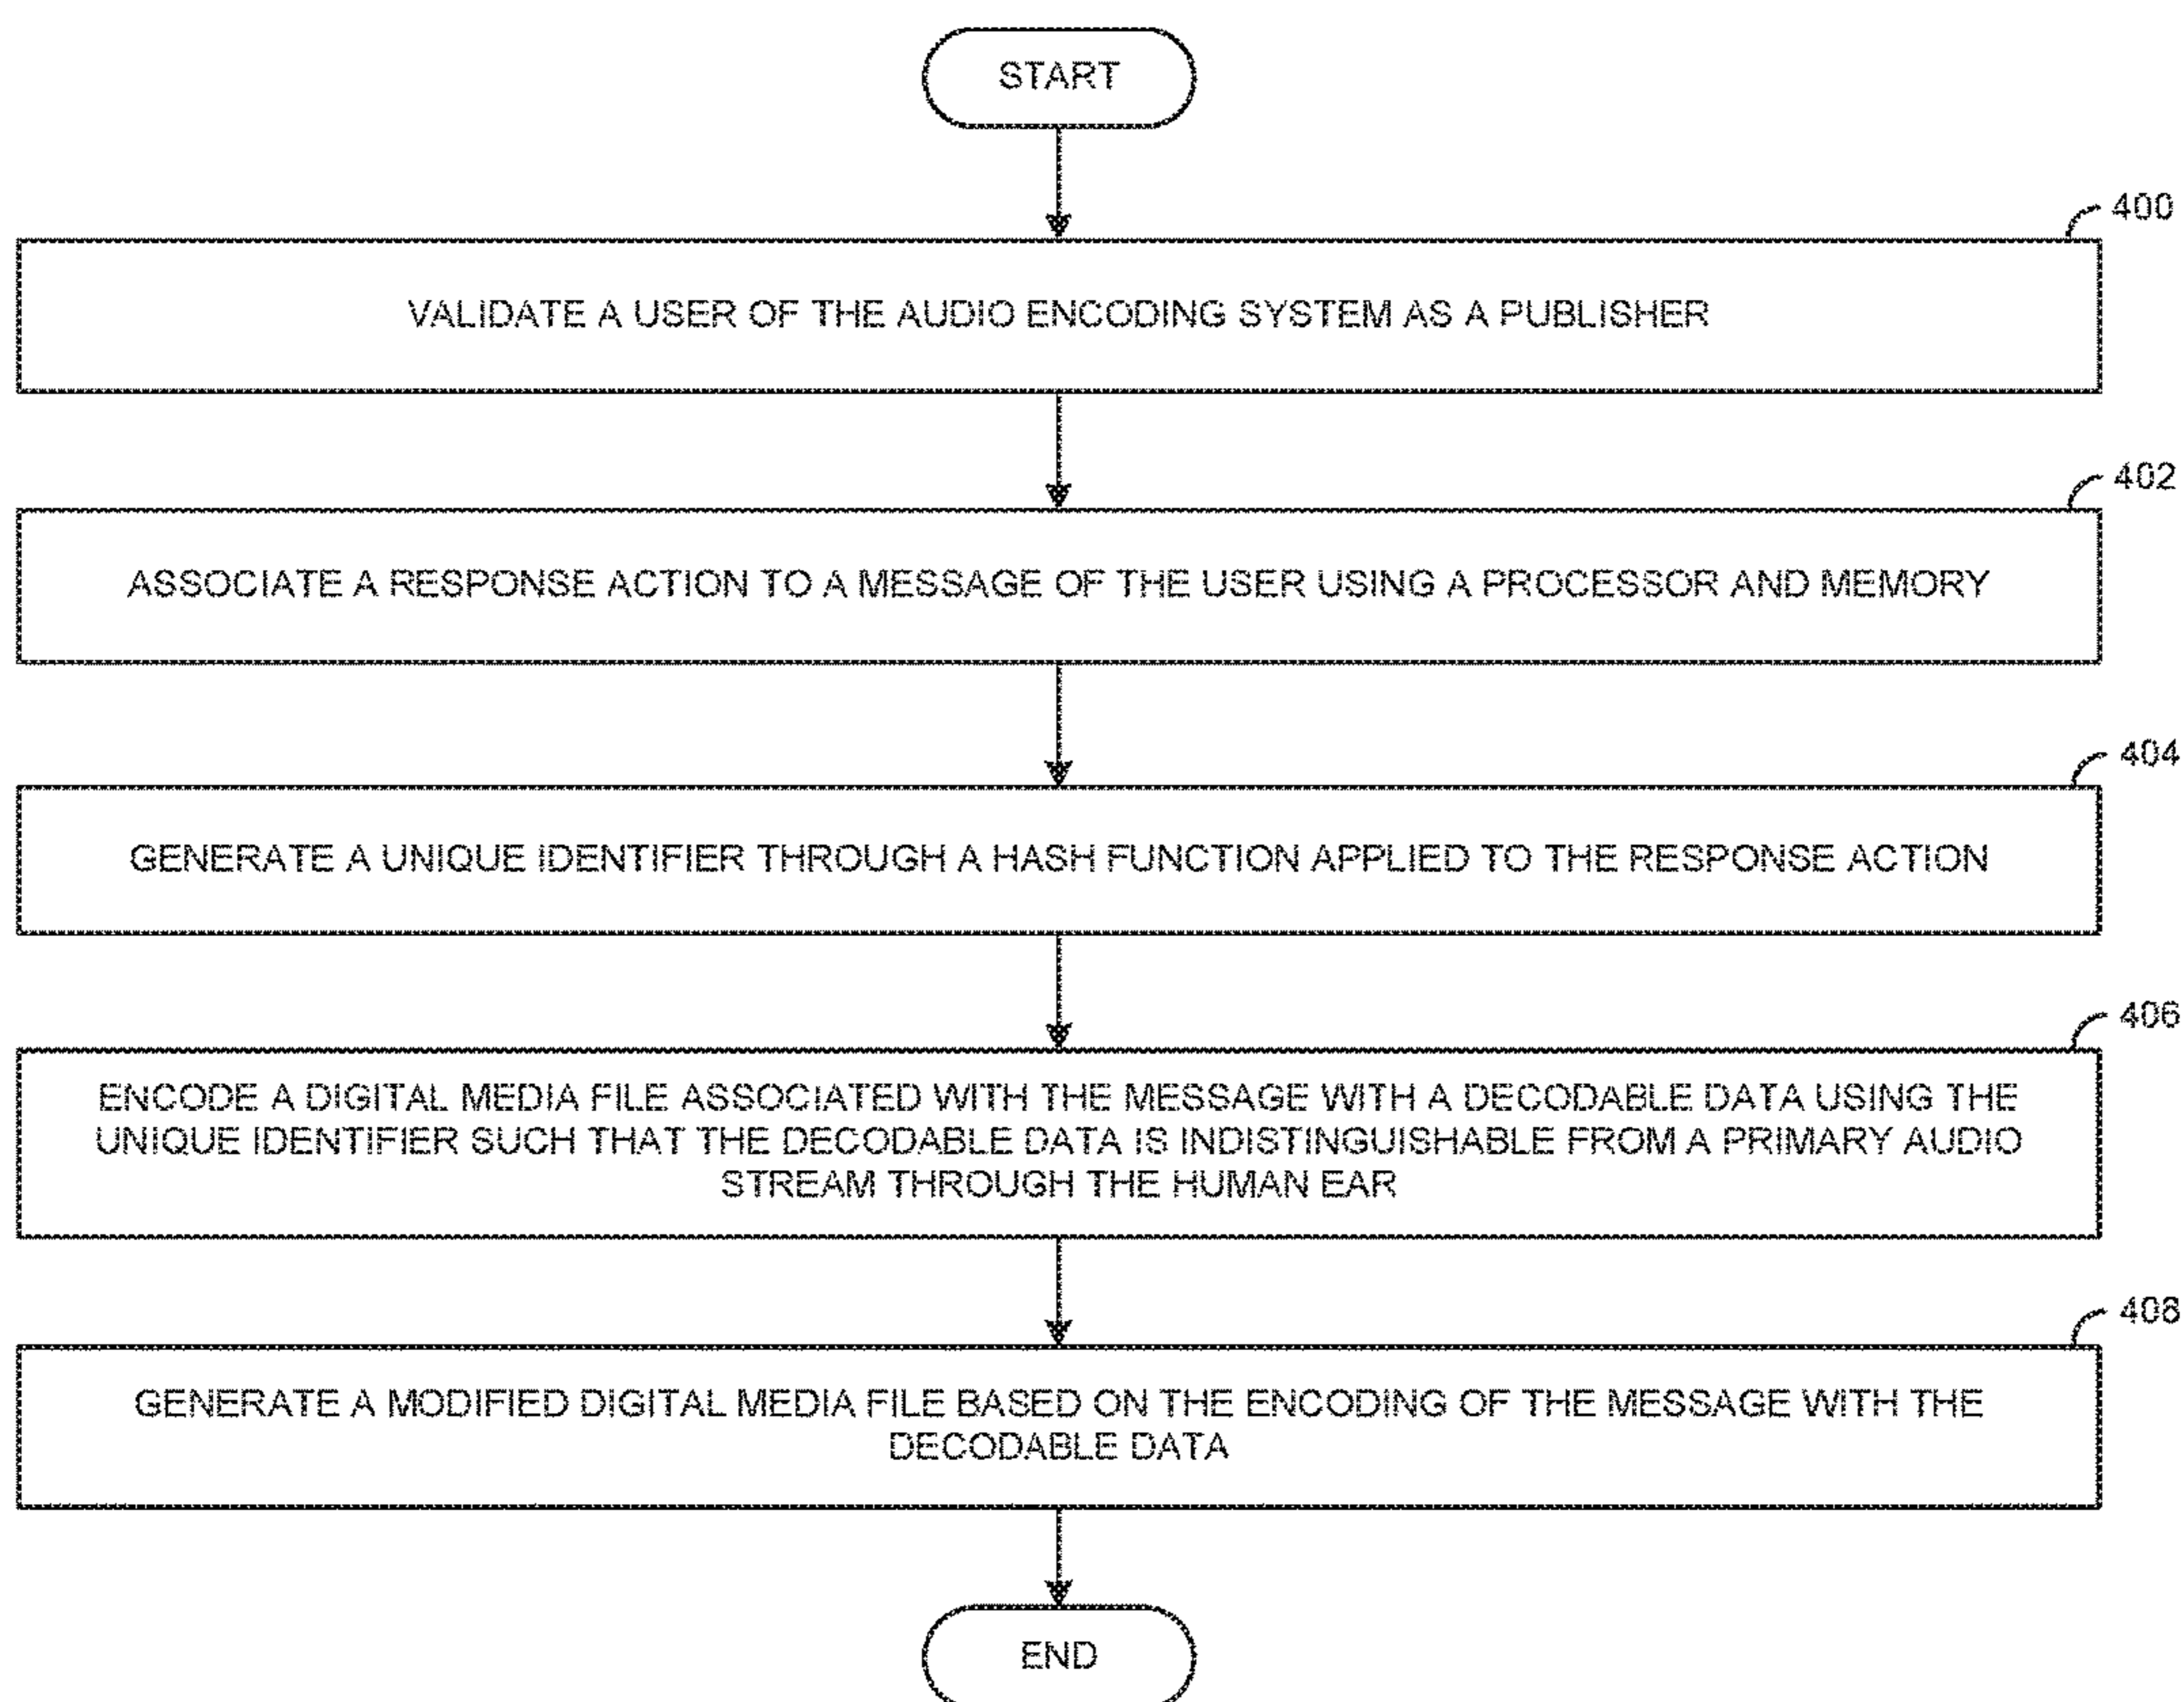 START
400
VALIDATE A USER OF THE AUDIO ENCODING SYSTEM AS A PUBLISHER
402
ASSOCIATE A RESPONSE ACTION TO A MESSAGE OF THE USER USING A PROCESSOR AND MEMORY
404
GENERATE A UNIQUE IDENTIFIER THROUGH A HASH FUNCTION APPLIED TO THE RESPONSE ACTION
406
ENCODE A DIGITAL MEDIA FILE ASSOCIATED WITH THE MESSAGE WITH A DECODABLE DATA USING THE
UNIQUE IDENTIFIER SUCH THAT THE DECODABLE DATA IS INDISTINGUISHABLE FROM A PRIMARY AUDIO
STREAM THROUGH THE HUMAN EAR
408
GENERATE A MODIFIED DIGITAL MEDIA FILE BASED ON THE ENCODING OF THE MESSAGE WITH THE
DECODABLE DATA
END